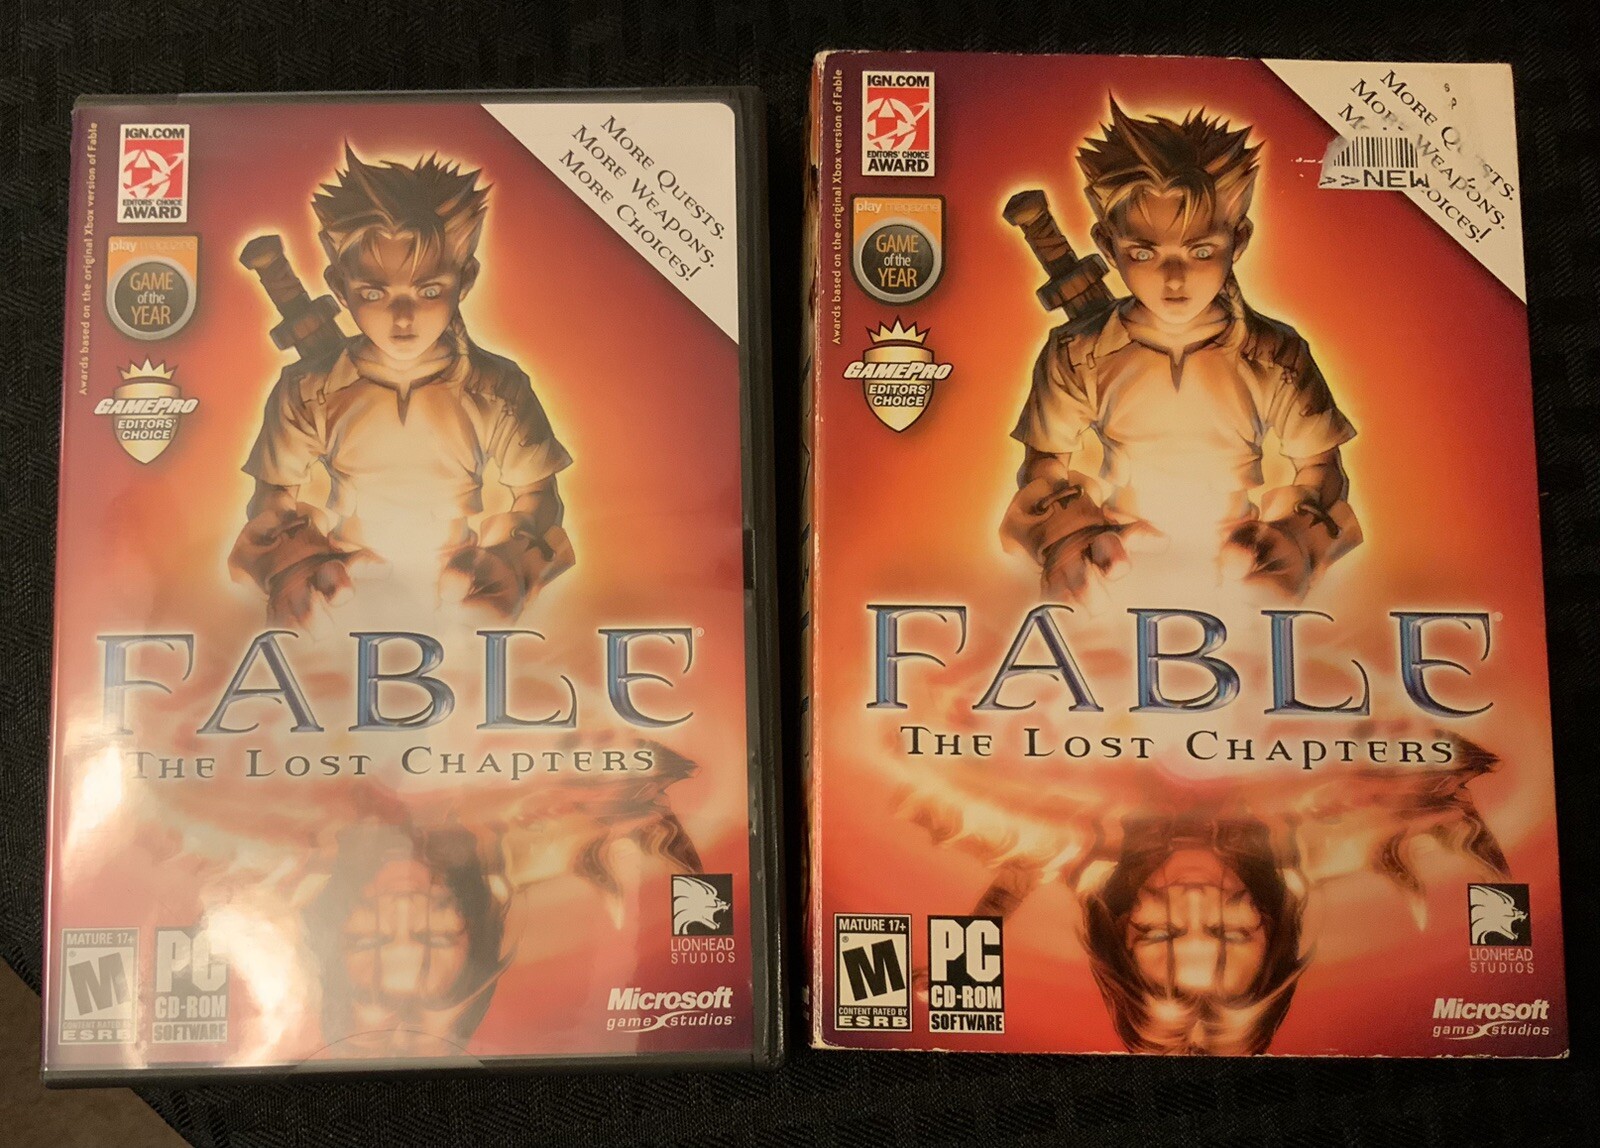 IGN.COM
EDITORS' CHOICE
AWARD
Awards based on the original Xbox version of Fable
play magazine
GAME
of the
YEAR
GAMEPRO
EDITORS'
CHOICE
MORE QUESTS.
MORE WEAPONS.
MORE CHOICES!
FABLE®
THE LOST CHAPTERS
MATURE 17+
M
CONTENT RATED BY
ESRB
PC
CD-ROM
SOFTWARE
LIONHEAD
STUDIOS
Microsoft
game studios
IGN.COM
EDITORS' CHOICE
AWARD
Awards based on the original Xbox version of Fable
play magazine
GAME
of the
YEAR
GAMEPRO
EDITORS'
CHOICE
MORE
MORE WEAPONS.
>>NEW
FABLE®
THE LOST CHAPTERS
MATURE 17+
M
CONTENT RATED BY
ESRB
PC
CD-ROM
SOFTWARE
LIONHEAD
STUDIOS
Microsoft
game studios